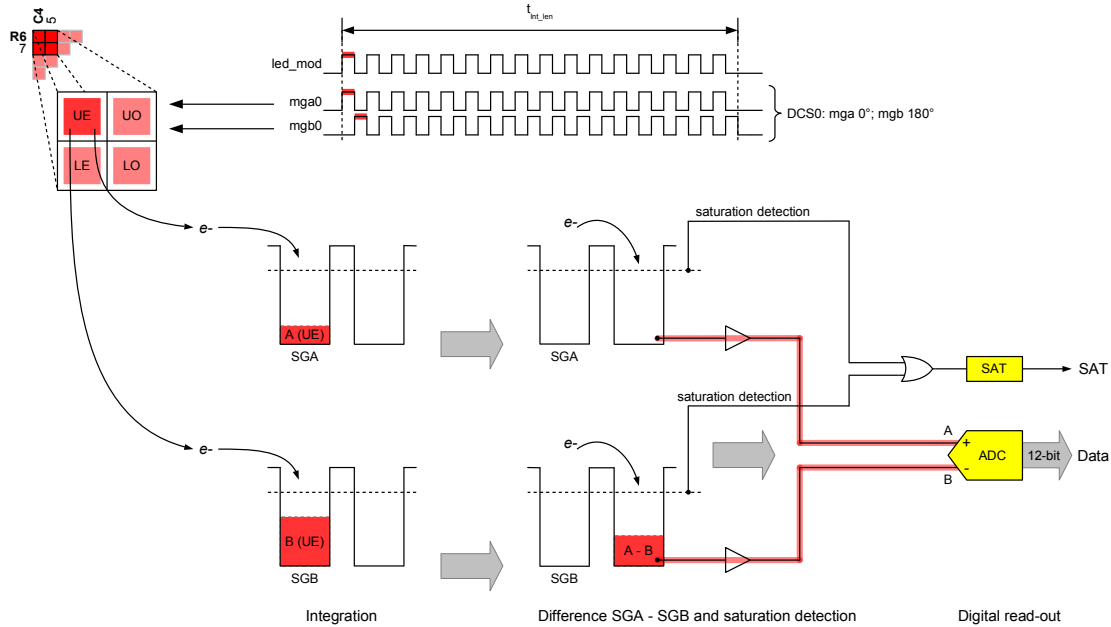 C4
5
R6
7
t Int_len
led_mod
mga0
mgb0
DCS0: mga 0°; mgb 180°
UE
UO
LE
LO
e-
e-
saturation detection
A (UE)
SGA
SGA
SAT
SAT
saturation detection
e-
e-
A
+
ADC
12-bit
Data
-
B
B (UE)
A - B
SGB
SGB
Integration
Difference SGA - SGB and saturation detection
Digital read-out